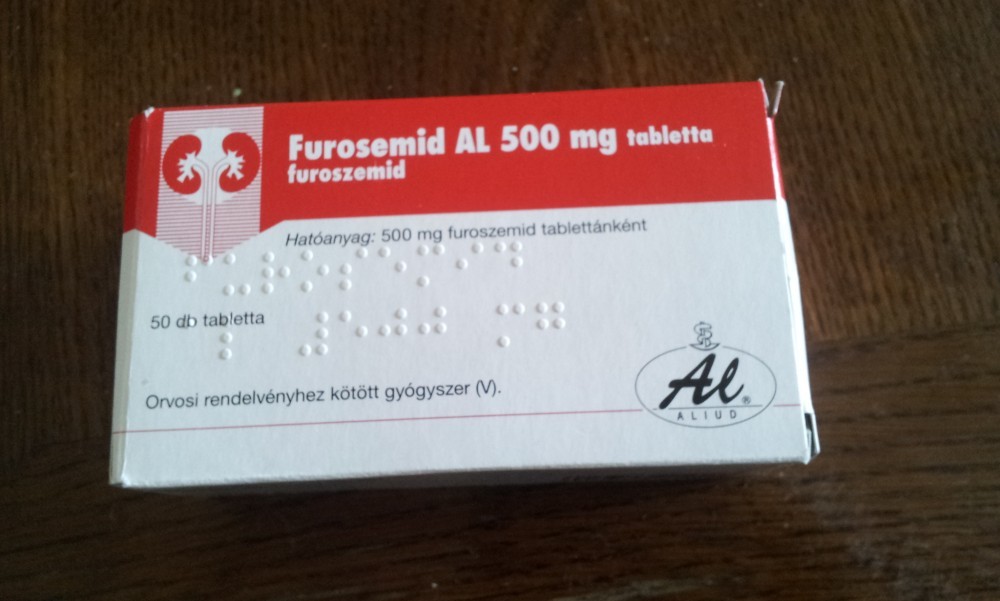 Furosemid AL 500 mg tabletta
furoszemid
Hatóanyag: 500 mg furoszemid tablettánként
50 db tabletta
Orvosi rendelvényhez kötött gyógyszer (V).
Al®
ALIUD